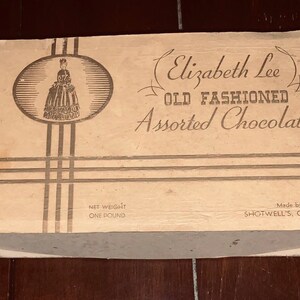 Elizabeth Lee
OLD FASHIONED
Assorted Chocolat
NET WEIGHT
ONE POUND
Made b
SHOTWELL'S, C